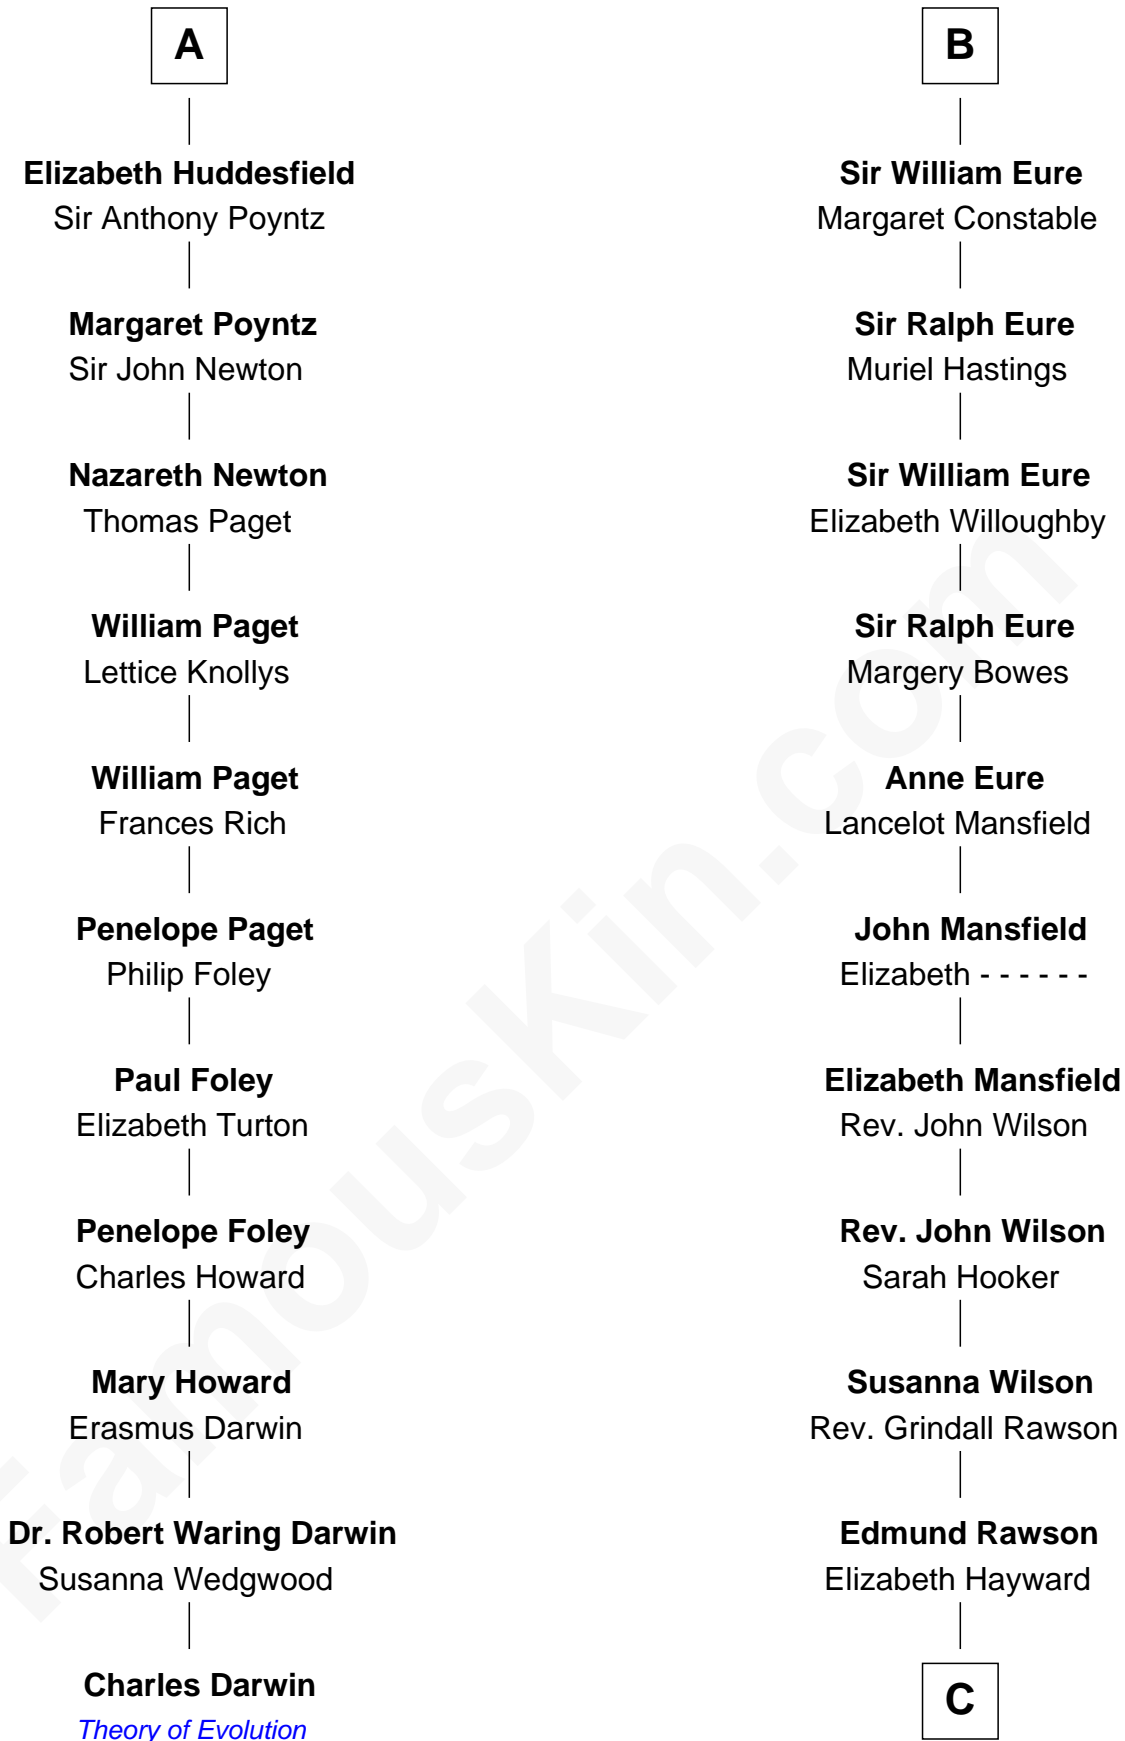 A
Elizabeth Huddesfield
Sir Anthony Poyntz
Margaret Poyntz
Sir John Newton
Nazareth Newton
Thomas Paget
William Paget
Lettice Knollys
William Paget
Frances Rich
Penelope Paget
Philip Foley
Paul Foley
Elizabeth Turton
Penelope Foley
Charles Howard
Mary Howard
Erasmus Darwin
Dr. Robert Waring Darwin
Susanna Wedgwood
Charles Darwin
Theory of Evolution
B
Sir William Eure
Margaret Constable
Sir Ralph Eure
Muriel Hastings
Sir William Eure
Elizabeth Willoughby
Sir Ralph Eure
Margery Bowes
Anne Eure
Lancelot Mansfield
John Mansfield
Elizabeth - - - - - -
Elizabeth Mansfield
Rev. John Wilson
Rev. John Wilson
Sarah Hooker
Susanna Wilson
Rev. Grindall Rawson
Edmund Rawson
Elizabeth Hayward
C
FamousKin.com